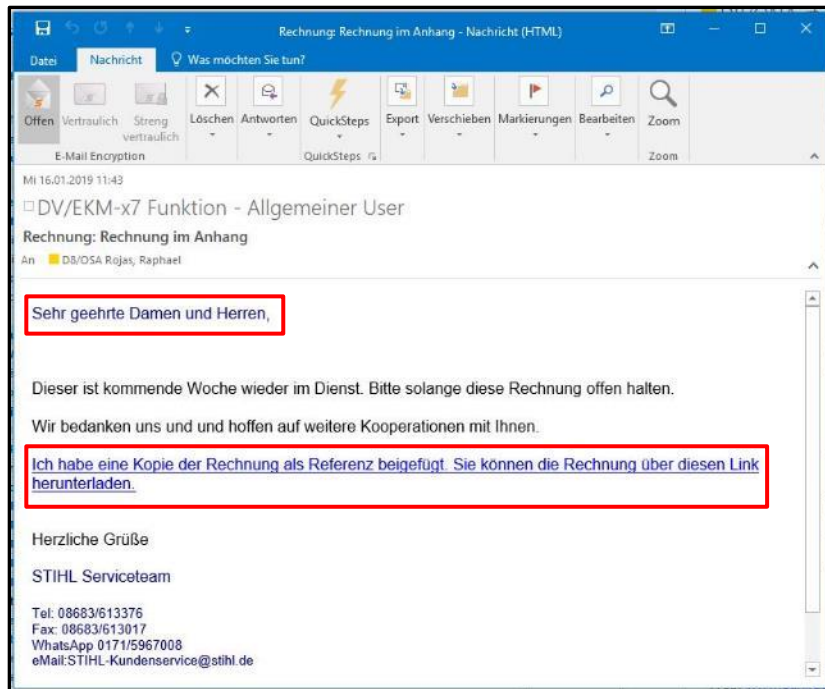 Rechnung: Rechnung im Anhang - Nachricht (HTML)
Datei Nachricht Was möchten Sie tun?
Offen Vertraulich Streng vertraulich Löschen Antworten QuickSteps Export Verschieben Markierungen Bearbeiten Zoom
E-Mail Encryption QuickSteps Zoom
Mi 16.01.2019 11:43
DV/EKM-x7 Funktion - Allgemeiner User
Rechnung: Rechnung im Anhang
An D8/OSA Rojas, Raphael
Sehr geehrte Damen und Herren,
Dieser ist kommende Woche wieder im Dienst. Bitte solange diese Rechnung offen halten.
Wir bedanken uns und und hoffen auf weitere Kooperationen mit Ihnen.
Ich habe eine Kopie der Rechnung als Referenz beigefügt. Sie können die Rechnung über diesen Link
herunterladen.
Herzliche Grüße
STIHL Serviceteam
Tel: 08683/613376
Fax: 08683/613017
WhatsApp 0171/5967008
eMail:STIHL-Kundenservice@stihl.de